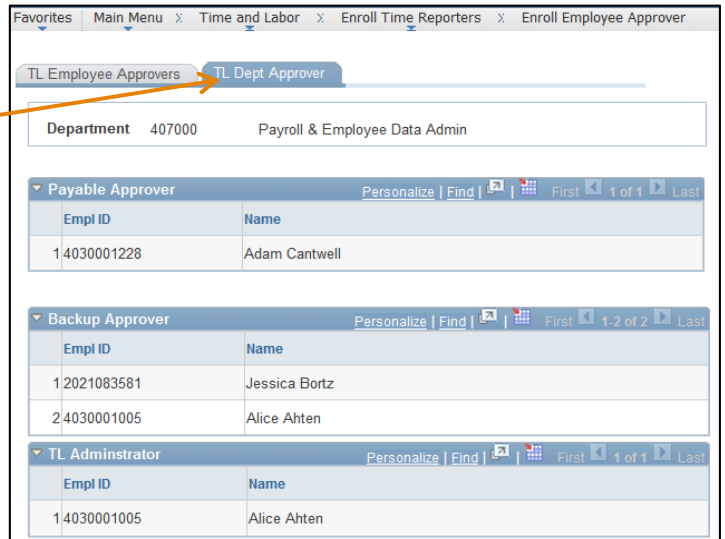 Favorites Main Menu > Time and Labor > Enroll Time Reporters > Enroll Employee Approver
TL Employee Approvers TL Dept Approver
Department 407000 Payroll & Employee Data Admin
Payable Approver Personalize | Find | | First 1 of 1 Last
Empl ID Name
1 4030001228 Adam Cantwell
Backup Approver Personalize | Find | | First 1-2 of 2 Last
Empl ID Name
1 2021083581 Jessica Bortz
2 4030001005 Alice Ahten
TL Adminstrator Personalize | Find | | First 1 of 1 Last
Empl ID Name
1 4030001005 Alice Ahten